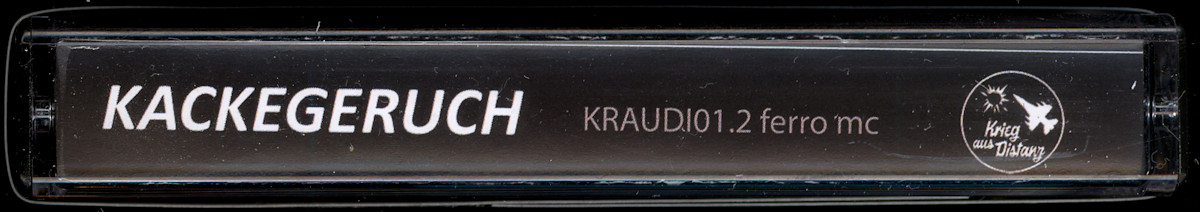 KACKEGERUCH
KRAUDI01.2 ferro mc
Krieg
aus Distanz